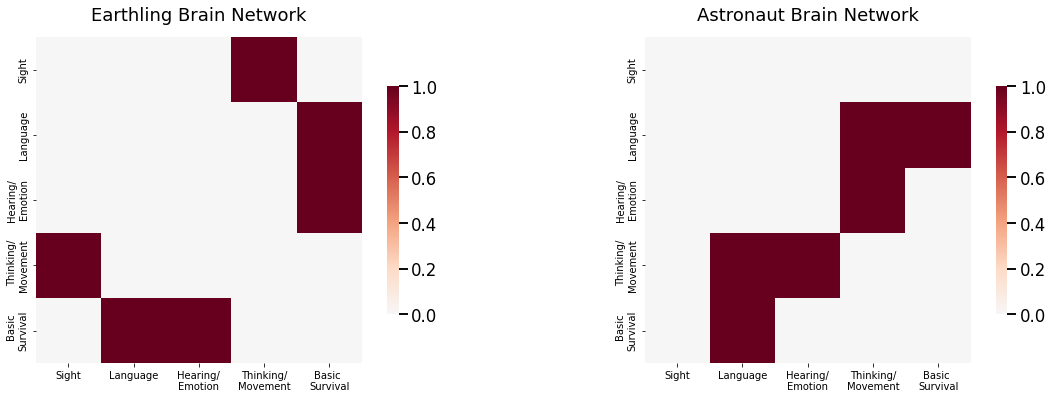 Earthling Brain Network
Astronaut Brain Network
Sight
Language
Hearing/
Emotion
Thinking/
Movement
Basic
Survival
1.0
0.8
0.6
0.4
0.2
0.0
Sight
Language
Hearing/
Emotion
Thinking/
Movement
Basic
Survival
Sight
Language
Hearing/
Emotion
Thinking/
Movement
Basic
Survival
1.0
0.8
0.6
0.4
0.2
0.0
Sight
Language
Hearing/
Emotion
Thinking/
Movement
Basic
Survival